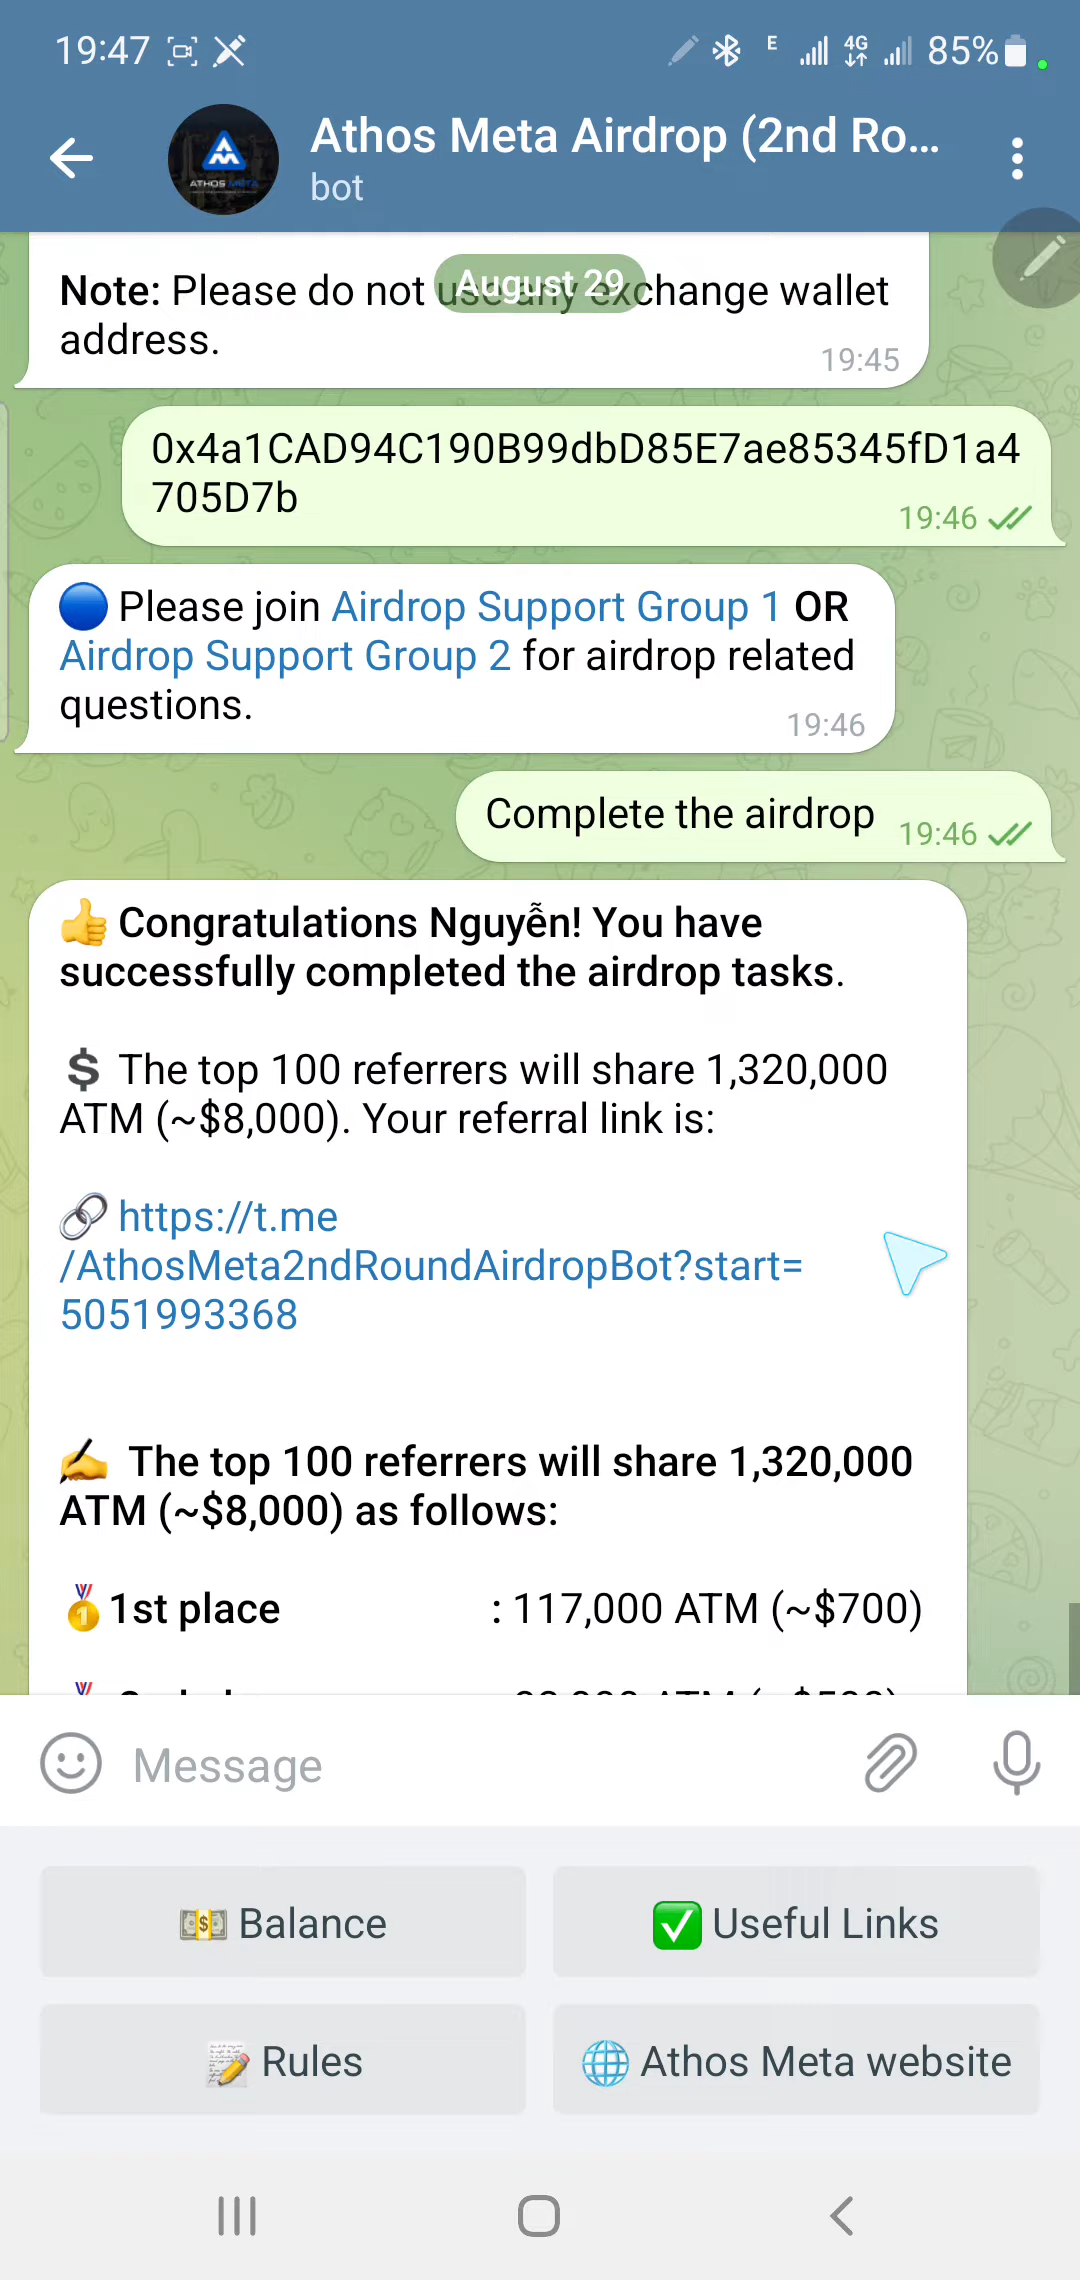 19:47
E
4G
85%
Athos Meta Airdrop (2nd Ro...
ATHOS META
bot
August 29
Note: Please do not use any exchange wallet
address.
19:45
0x4a1CAD94C190B99dbD85E7ae85345fD1a4
705D7b
19:46
🔵 Please join Airdrop Support Group 1 OR
Airdrop Support Group 2 for airdrop related
questions.
19:46
Complete the airdrop
19:46
👍 Congratulations Nguyễn! You have
successfully completed the airdrop tasks.
💲 The top 100 referrers will share 1,320,000
ATM (~$8,000). Your referral link is:
🔗 https://t.me
/AthosMeta2ndRoundAirdropBot?start=
5051993368
✍️ The top 100 referrers will share 1,320,000
ATM (~$8,000) as follows:
🥇 1st place : 117,000 ATM (~$700)
Message
💵 Balance
✅ Useful Links
📝 Rules
🌐 Athos Meta website